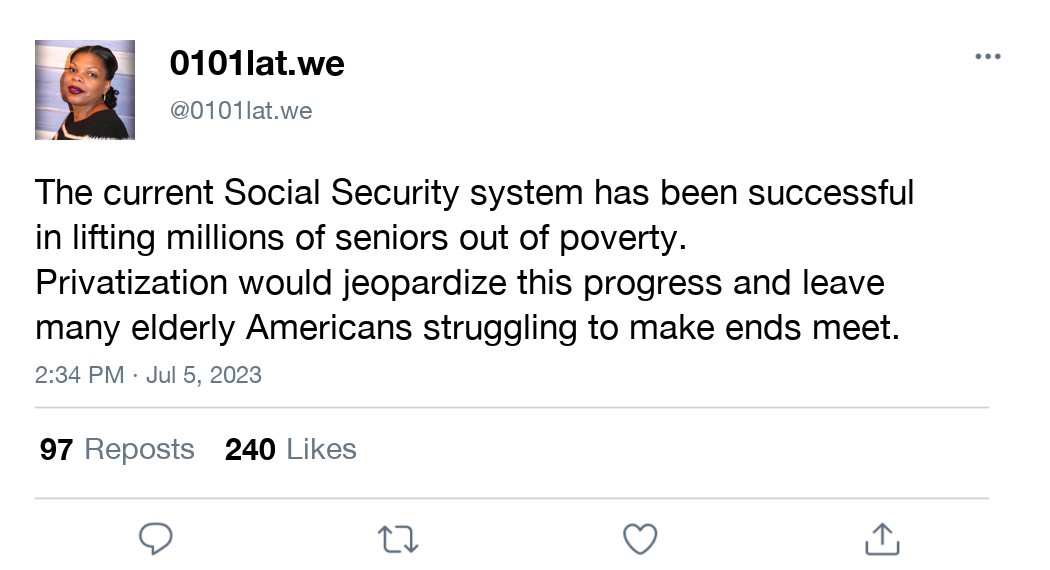 0101lat.we
@0101lat.we
The current Social Security system has been successful
in lifting millions of seniors out of poverty.
Privatization would jeopardize this progress and leave
many elderly Americans struggling to make ends meet.
2:34 PM · Jul 5, 2023
97 Reposts 240 Likes